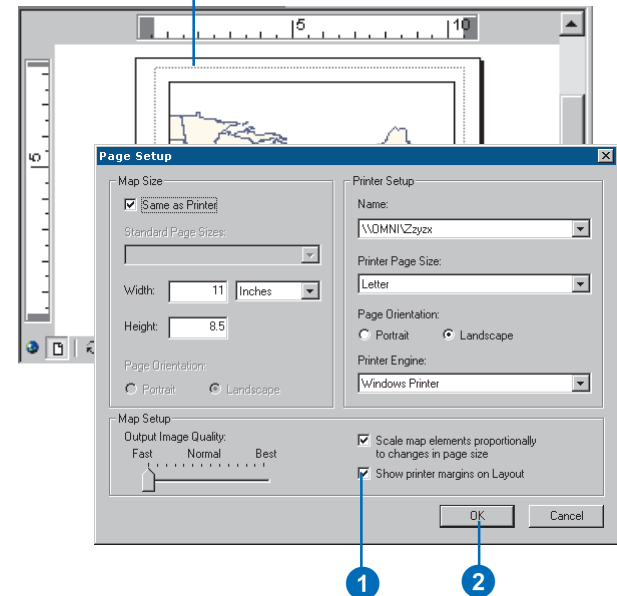 5
10
5
Page Setup
Map Size
Same as Printer
Standard Page Sizes:
Width: 11 Inches
Height: 8.5
Page Orientation:
Portrait Landscape
Printer Setup
Name:
\\OMNI\Zzyzx
Printer Page Size:
Letter
Page Orientation:
Portrait Landscape
Printer Engine:
Windows Printer
Map Setup
Output Image Quality:
Fast Normal Best
Scale map elements proportionally
to changes in page size
Show printer margins on Layout
OK Cancel
1 2